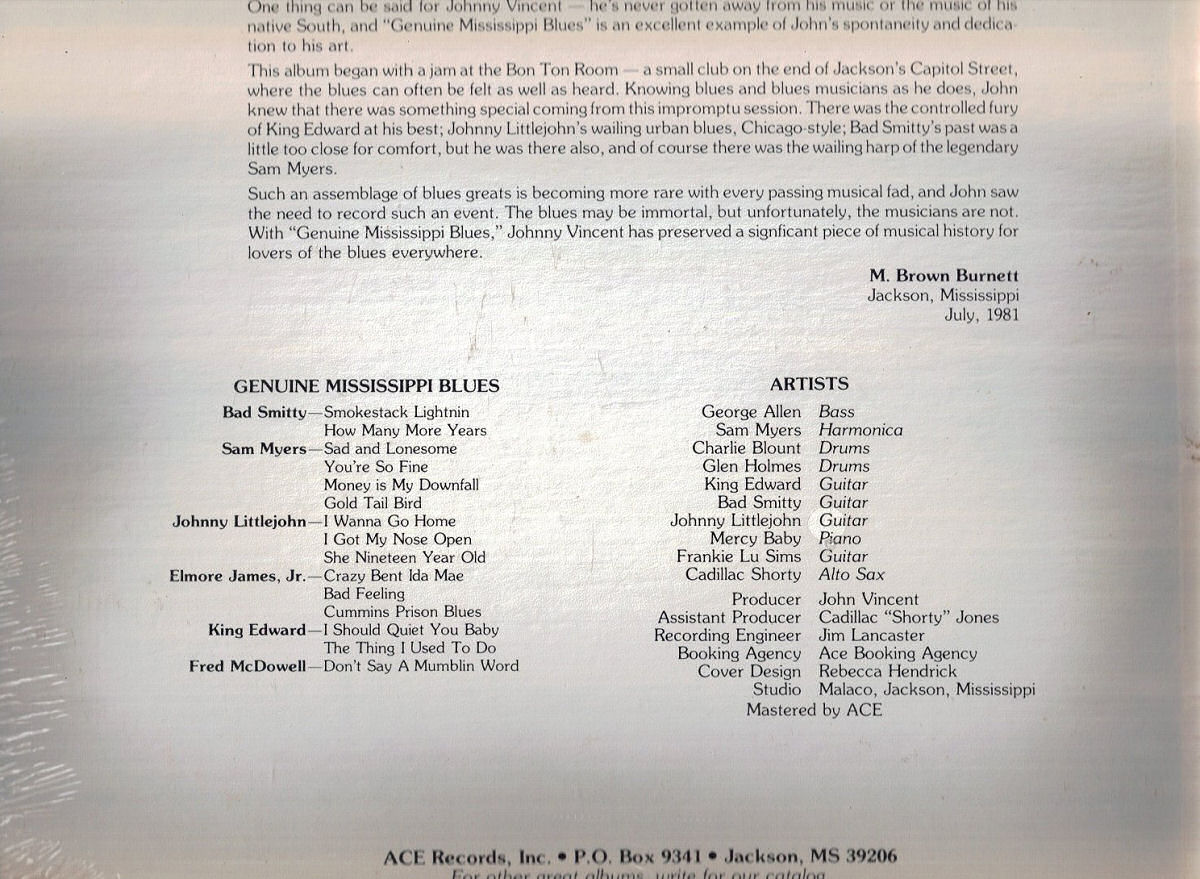 One thing can be said for Johnny Vincent — he's never gotten away from his music or the music of his
native South, and “Genuine Mississippi Blues” is an excellent example of John's spontaneity and dedica-
tion to his art.
This album began with a jam at the Bon Ton Room — a small club on the end of Jackson's Capitol Street,
where the blues can often be felt as well as heard. Knowing blues and blues musicians as he does, John
knew that there was something special coming from this impromptu session. There was the controlled fury
of King Edward at his best; Johnny Littlejohn's wailing urban blues, Chicago-style; Bad Smitty's past was a
little too close for comfort, but he was there also, and of course there was the wailing harp of the legendary
Sam Myers.
Such an assemblage of blues greats is becoming more rare with every passing musical fad, and John saw
the need to record such an event. The blues may be immortal, but unfortunately, the musicians are not.
With “Genuine Mississippi Blues,” Johnny Vincent has preserved a signficant piece of musical history for
lovers of the blues everywhere.
M. Brown Burnett
Jackson, Mississippi
July, 1981
GENUINE MISSISSIPPI BLUES
Bad Smitty—Smokestack Lightnin
How Many More Years
Sam Myers—Sad and Lonesome
You're So Fine
Money is My Downfall
Gold Tail Bird
Johnny Littlejohn—I Wanna Go Home
I Got My Nose Open
She Nineteen Year Old
Elmore James, Jr.—Crazy Bent Ida Mae
Bad Feeling
Cummins Prison Blues
King Edward—I Should Quiet You Baby
The Thing I Used To Do
Fred McDowell—Don't Say A Mumblin Word
ARTISTS
George Allen Bass
Sam Myers Harmonica
Charlie Blount Drums
Glen Holmes Drums
King Edward Guitar
Bad Smitty Guitar
Johnny Littlejohn Guitar
Mercy Baby Piano
Frankie Lu Sims Guitar
Cadillac Shorty Alto Sax
Producer John Vincent
Assistant Producer Cadillac “Shorty” Jones
Recording Engineer Jim Lancaster
Booking Agency Ace Booking Agency
Cover Design Rebecca Hendrick
Studio Malaco, Jackson, Mississippi
Mastered by ACE
ACE Records, Inc. • P.O. Box 9341 • Jackson, MS 39206
For other great albums, write for our catalog